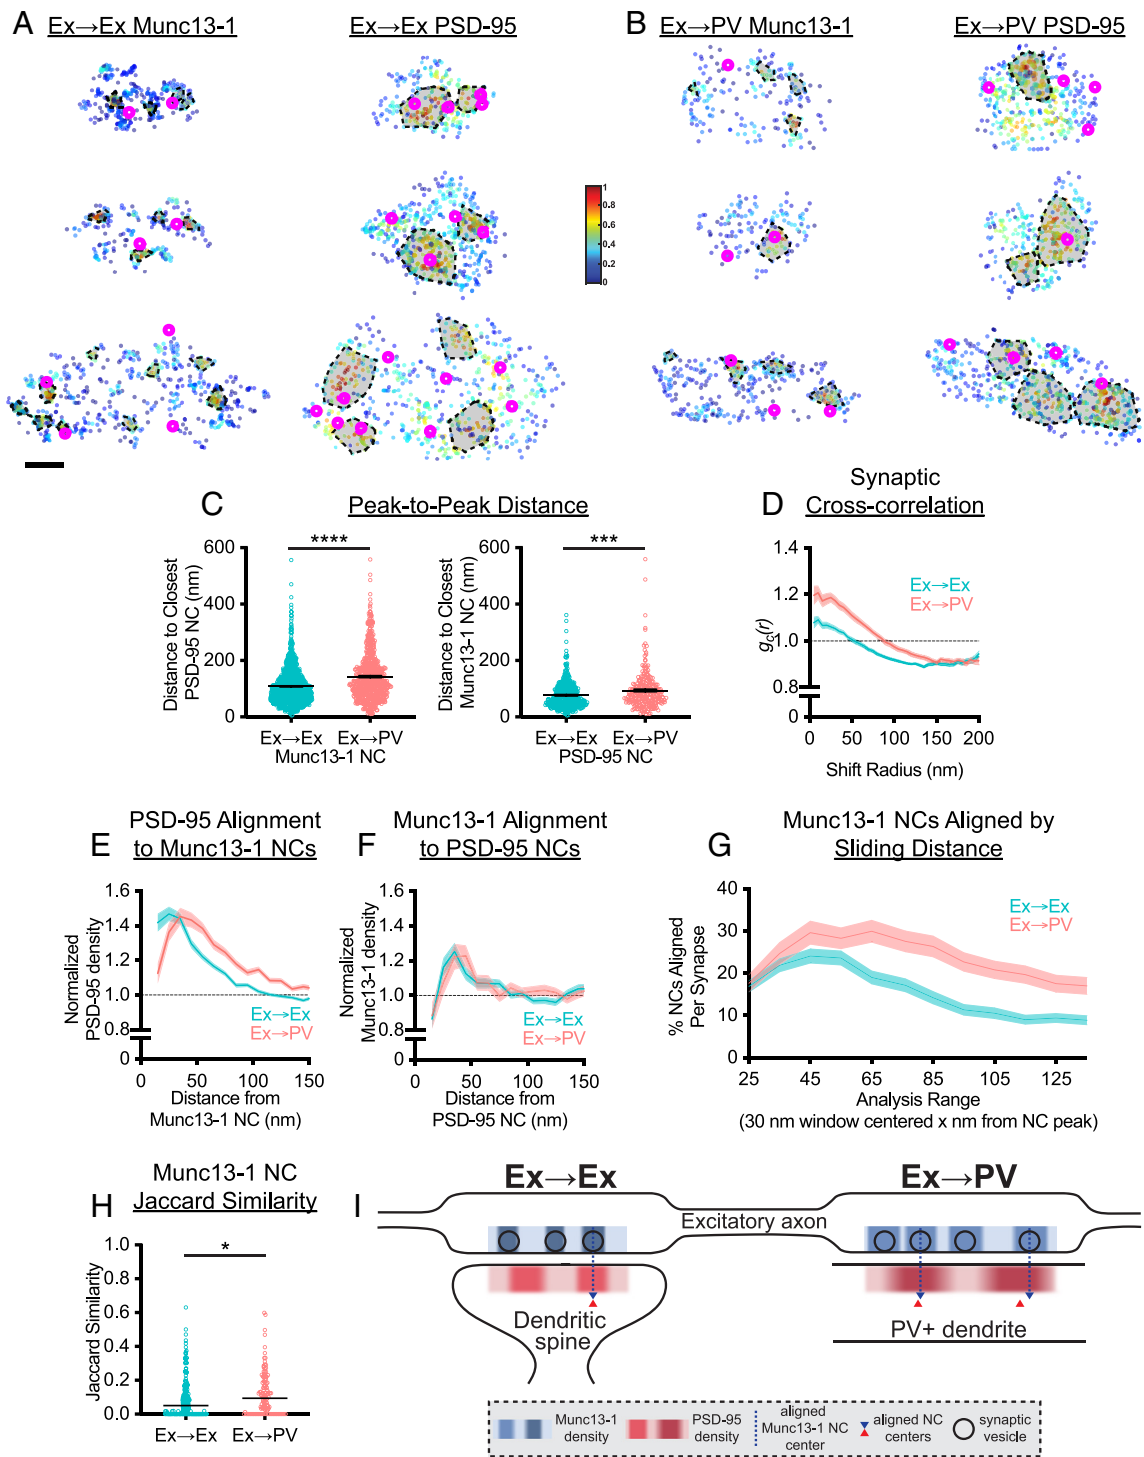 A
Ex→Ex Munc13-1
Ex→Ex PSD-95
B
Ex→PV Munc13-1
Ex→PV PSD-95
1
0.8
0.6
0.4
0.2
0
C
Peak-to-Peak Distance
Distance to Closest
PSD-95 NC (nm)
600
400
200
0
****
Ex→Ex
Ex→PV
Munc13-1 NC
Distance to Closest
Munc13-1 NC (nm)
600
400
200
0
***
Ex→Ex
Ex→PV
PSD-95 NC
D
Synaptic
Cross-correlation
gc(r)
1.4
1.2
1.0
0.8
0
Ex→Ex
Ex→PV
0
50
100
150
200
Shift Radius (nm)
E
PSD-95 Alignment
to Munc13-1 NCs
Normalized
PSD-95 density
1.6
1.4
1.2
1.0
0.8
0
Ex→Ex
Ex→PV
0
50
100
150
Distance from
Munc13-1 NC (nm)
F
Munc13-1 Alignment
to PSD-95 NCs
Normalized
Munc13-1 density
1.6
1.4
1.2
1.0
0.8
0
Ex→Ex
Ex→PV
0
50
100
150
Distance from
PSD-95 NC (nm)
G
Munc13-1 NCs Aligned by
Sliding Distance
% NCs Aligned
Per Synapse
40
30
20
10
0
Ex→Ex
Ex→PV
25
45
65
85
105
125
Analysis Range
(30 nm window centered x nm from NC peak)
H
Munc13-1 NC
Jaccard Similarity
Jaccard Similarity
1.0
0.8
0.6
0.4
0.2
0.0
*
Ex→Ex
Ex→PV
I
Ex→Ex
Ex→PV
Excitatory axon
Dendritic
spine
PV+ dendrite
Munc13-1
density
PSD-95
density
aligned
Munc13-1 NC
center
aligned NC
centers
synaptic
vesicle